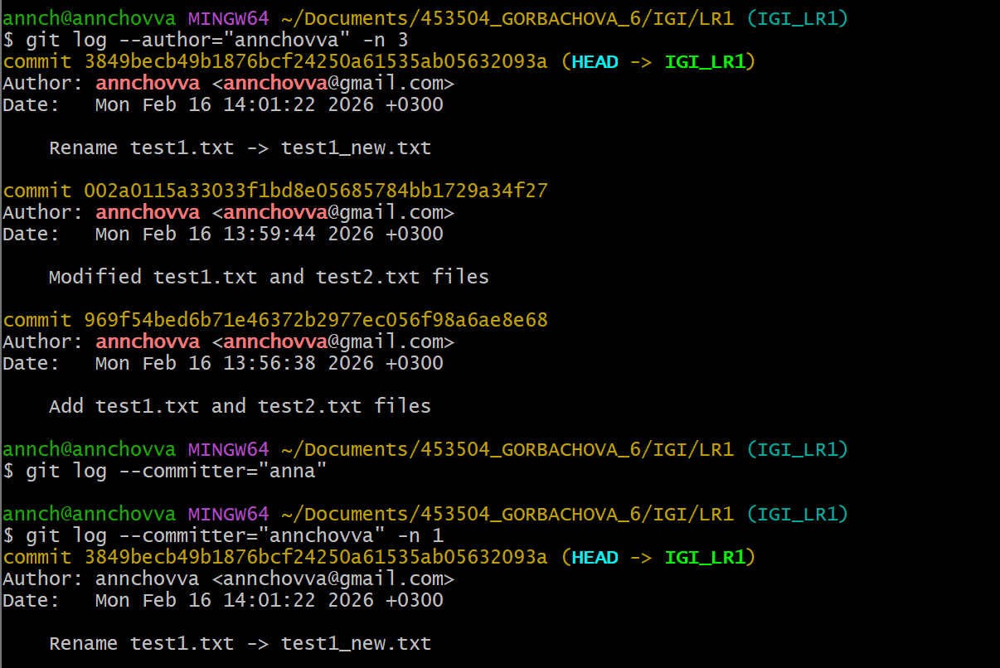 annch@annchovva MINGW64 ~/Documents/453504_GORBACHOVA_6/IGI/LR1 (IGI_LR1)
$ git log --author="annchovva" -n 3
commit 3849becb49b1876bcf24250a61535ab05632093a (HEAD -> IGI_LR1)
Author: annchovva <annchovva@gmail.com>
Date:   Mon Feb 16 14:01:22 2026 +0300

    Rename test1.txt -> test1_new.txt

commit 002a0115a33033f1bd8e05685784bb1729a34f27
Author: annchovva <annchovva@gmail.com>
Date:   Mon Feb 16 13:59:44 2026 +0300

    Modified test1.txt and test2.txt files

commit 969f54bed6b71e46372b2977ec056f98a6ae8e68
Author: annchovva <annchovva@gmail.com>
Date:   Mon Feb 16 13:56:38 2026 +0300

    Add test1.txt and test2.txt files

annch@annchovva MINGW64 ~/Documents/453504_GORBACHOVA_6/IGI/LR1 (IGI_LR1)
$ git log --committer="anna"

annch@annchovva MINGW64 ~/Documents/453504_GORBACHOVA_6/IGI/LR1 (IGI_LR1)
$ git log --committer="annchovva" -n 1
commit 3849becb49b1876bcf24250a61535ab05632093a (HEAD -> IGI_LR1)
Author: annchovva <annchovva@gmail.com>
Date:   Mon Feb 16 14:01:22 2026 +0300

    Rename test1.txt -> test1_new.txt